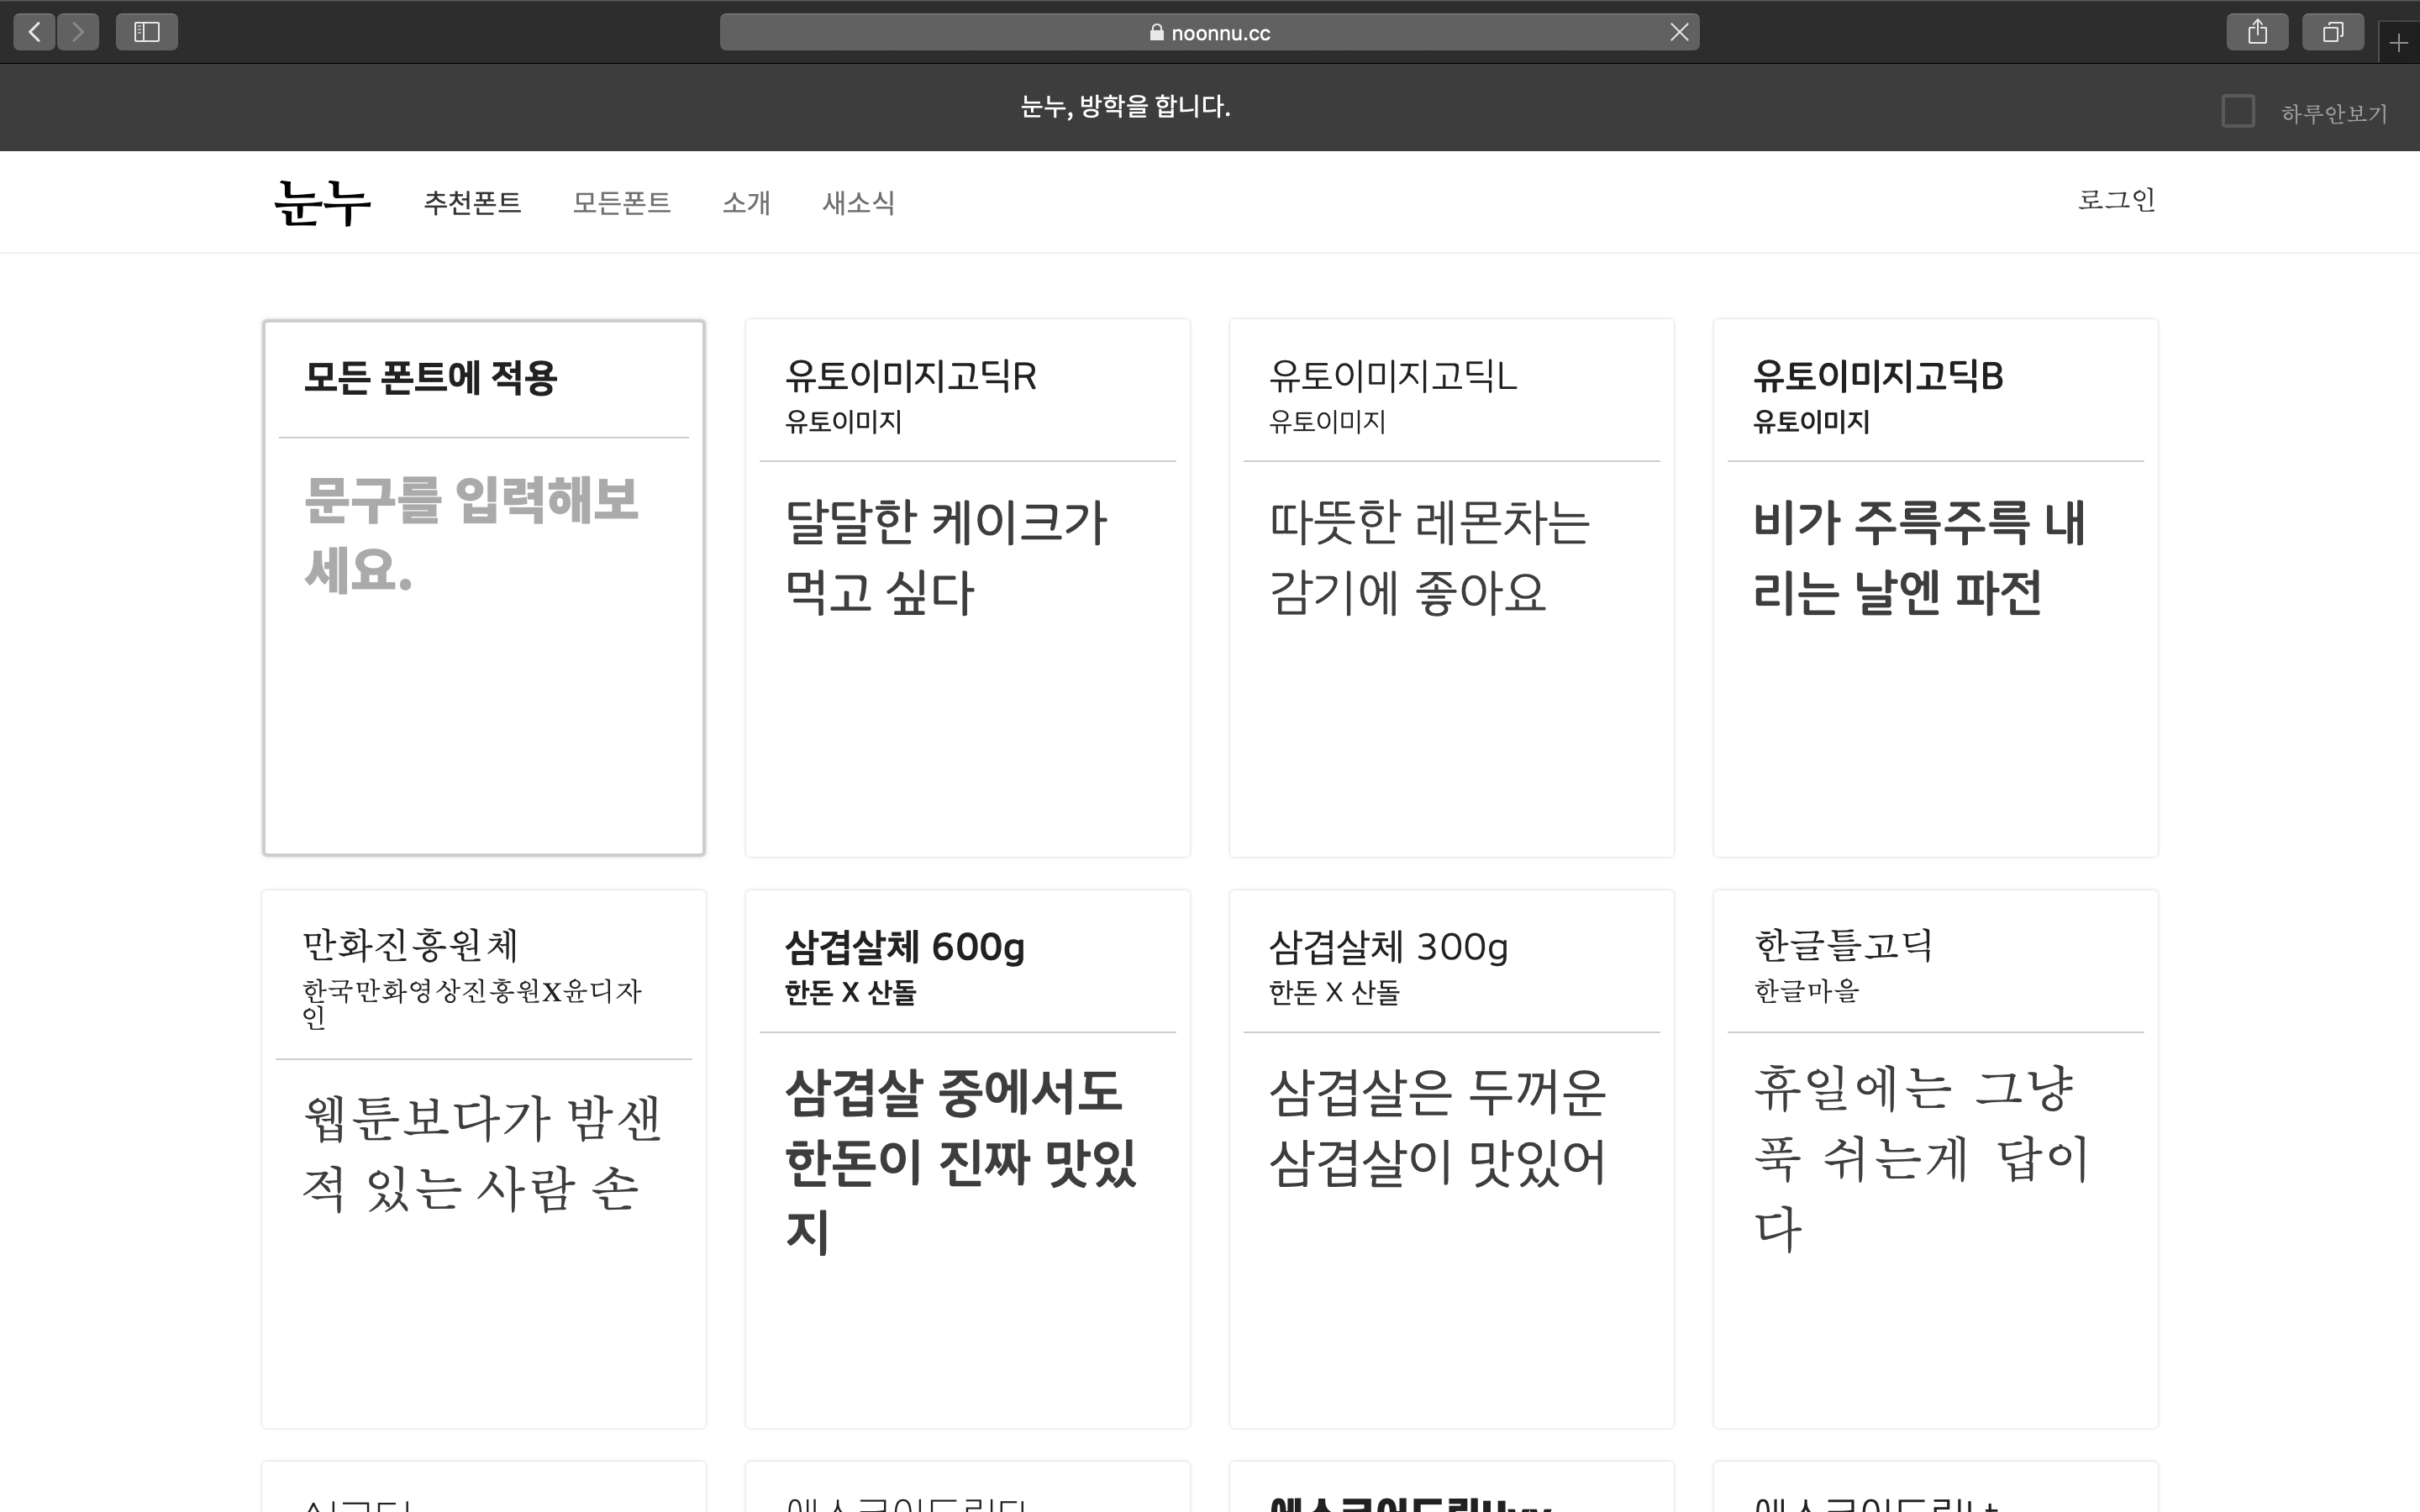 noonnu.cc
눈누, 방학을 합니다.
하루안보기
눈누
추천폰트
모든폰트
소개
새소식
로그인
모든 폰트에 적용
문구를 입력해보
세요.
유토이미지고딕R
유토이미지
달달한 케이크가
먹고 싶다
유토이미지고딕L
유토이미지
따뜻한 레몬차는
감기에 좋아요
유토이미지고딕B
유토이미지
비가 주륵주륵 내
리는 날엔 파전
만화진흥원체
한국만화영상진흥원X윤디자
인
웹툰보다가 밤샌
적 있는 사람 손
삼겹살체 600g
한돈 X 산돌
삼겹살 중에서도
한돈이 진짜 맛있
지
삼겹살체 300g
한돈 X 산돌
삼겹살은 두꺼운
삼겹살이 맛있어
한글틀고딕
한글마을
휴일에는 그냥
푹 쉬는게 답이
다